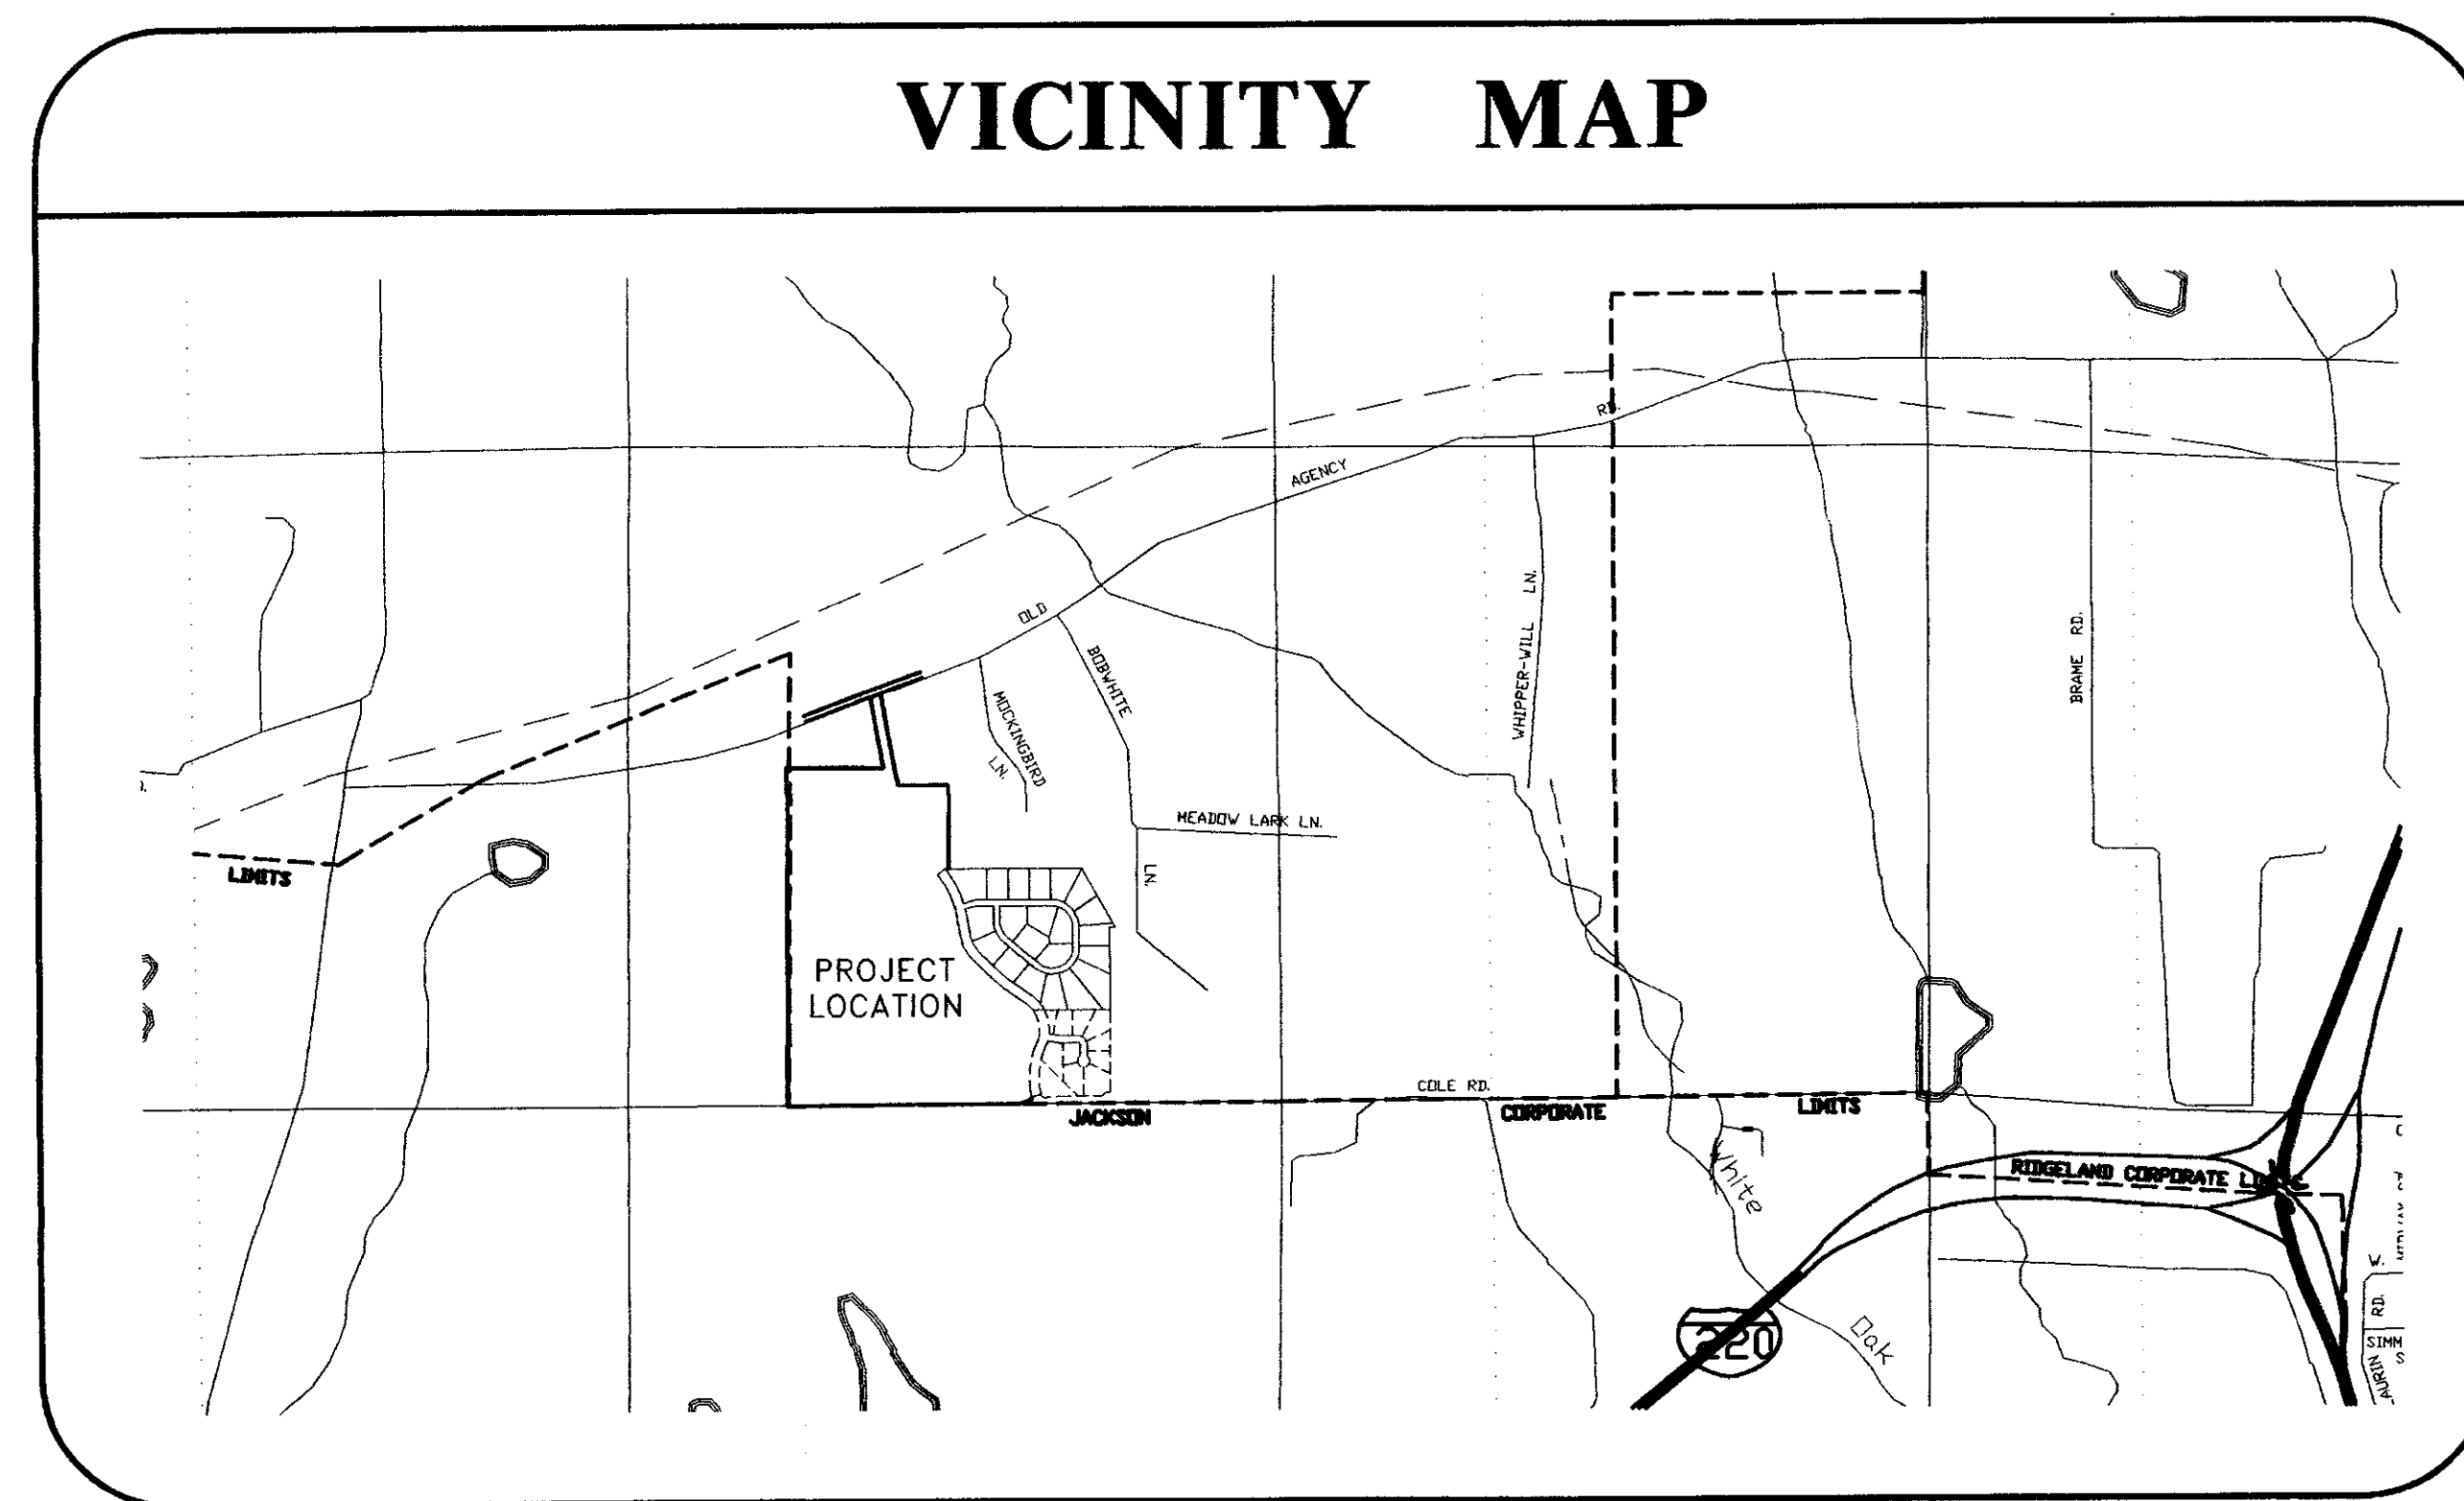 VICINITY MAP
RD.
AGENCY
OLD
BOBWHITE
LN.
MOCKINGBIRD
LN.
WHIPPER-WILL LN.
BRAME RD.
MEADOW LARK LN.
LIMITS
PROJECT
LOCATION
COLE RD.
JACKSON
CORPORATE
LIMITS
RIDGELAND CORPORATE
White
Oak
220
W.
RD.
SIMM
S
AURIN